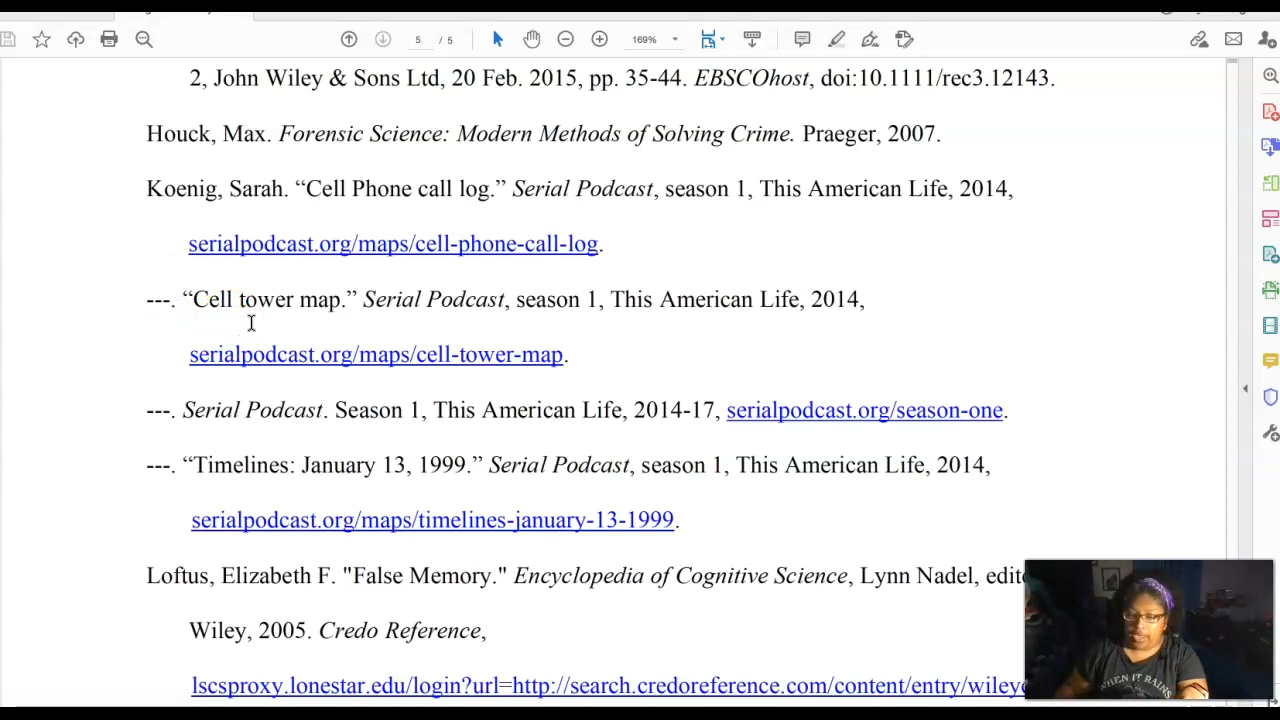 5 / 5
169%
2, John Wiley & Sons Ltd, 20 Feb. 2015, pp. 35-44. EBSCOhost, doi:10.1111/rec3.12143.
Houck, Max. Forensic Science: Modern Methods of Solving Crime. Praeger, 2007.
Koenig, Sarah. “Cell Phone call log.” Serial Podcast, season 1, This American Life, 2014,
serialpodcast.org/maps/cell-phone-call-log.
---. “Cell tower map.” Serial Podcast, season 1, This American Life, 2014,
serialpodcast.org/maps/cell-tower-map.
---. Serial Podcast. Season 1, This American Life, 2014-17, serialpodcast.org/season-one.
---. “Timelines: January 13, 1999.” Serial Podcast, season 1, This American Life, 2014,
serialpodcast.org/maps/timelines-january-13-1999.
Loftus, Elizabeth F. "False Memory." Encyclopedia of Cognitive Science, Lynn Nadel,
Wiley, 2005. Credo Reference,
lscsproxy.lonestar.edu/login?url=http://search.credoreference.com/content/entry/wiley
WHEN IT RAINS